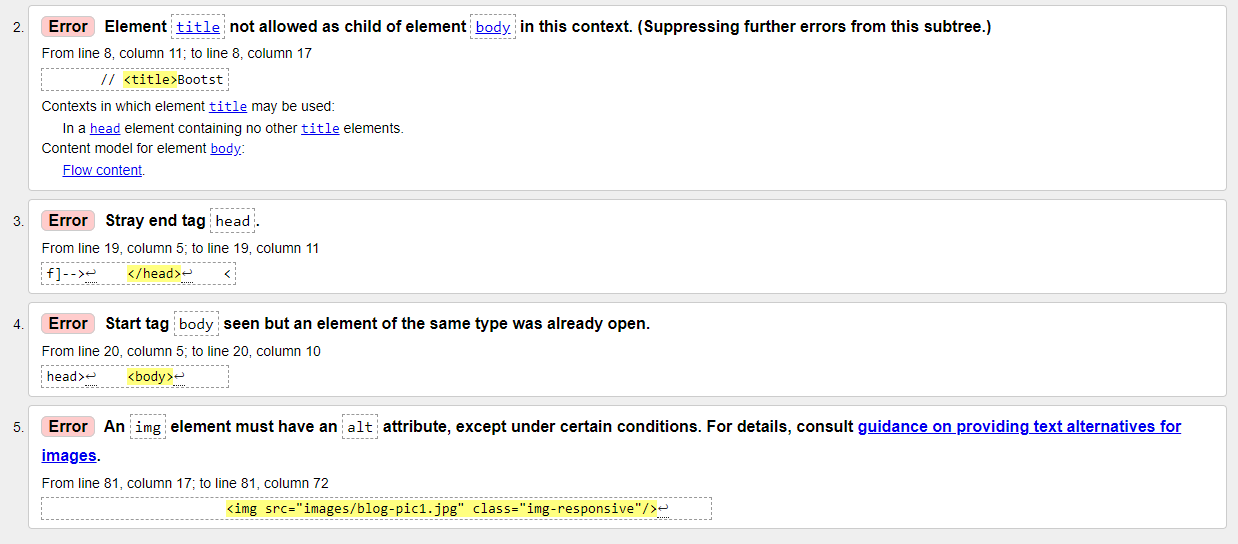 2. Error Element title not allowed as child of element body in this context. (Suppressing further errors from this subtree.)
From line 8, column 11; to line 8, column 17
// <title>Bootst
Contexts in which element title may be used:
In a head element containing no other title elements.
Content model for element body:
Flow content.
3. Error Stray end tag head.
From line 19, column 5; to line 19, column 11
f]-->↩ </head>↩ <
4. Error Start tag body seen but an element of the same type was already open.
From line 20, column 5; to line 20, column 10
head>↩ <body>↩
5. Error An img element must have an alt attribute, except under certain conditions. For details, consult guidance on providing text alternatives for
images.
From line 81, column 17; to line 81, column 72
<img src="images/blog-pic1.jpg" class="img-responsive"/>↩